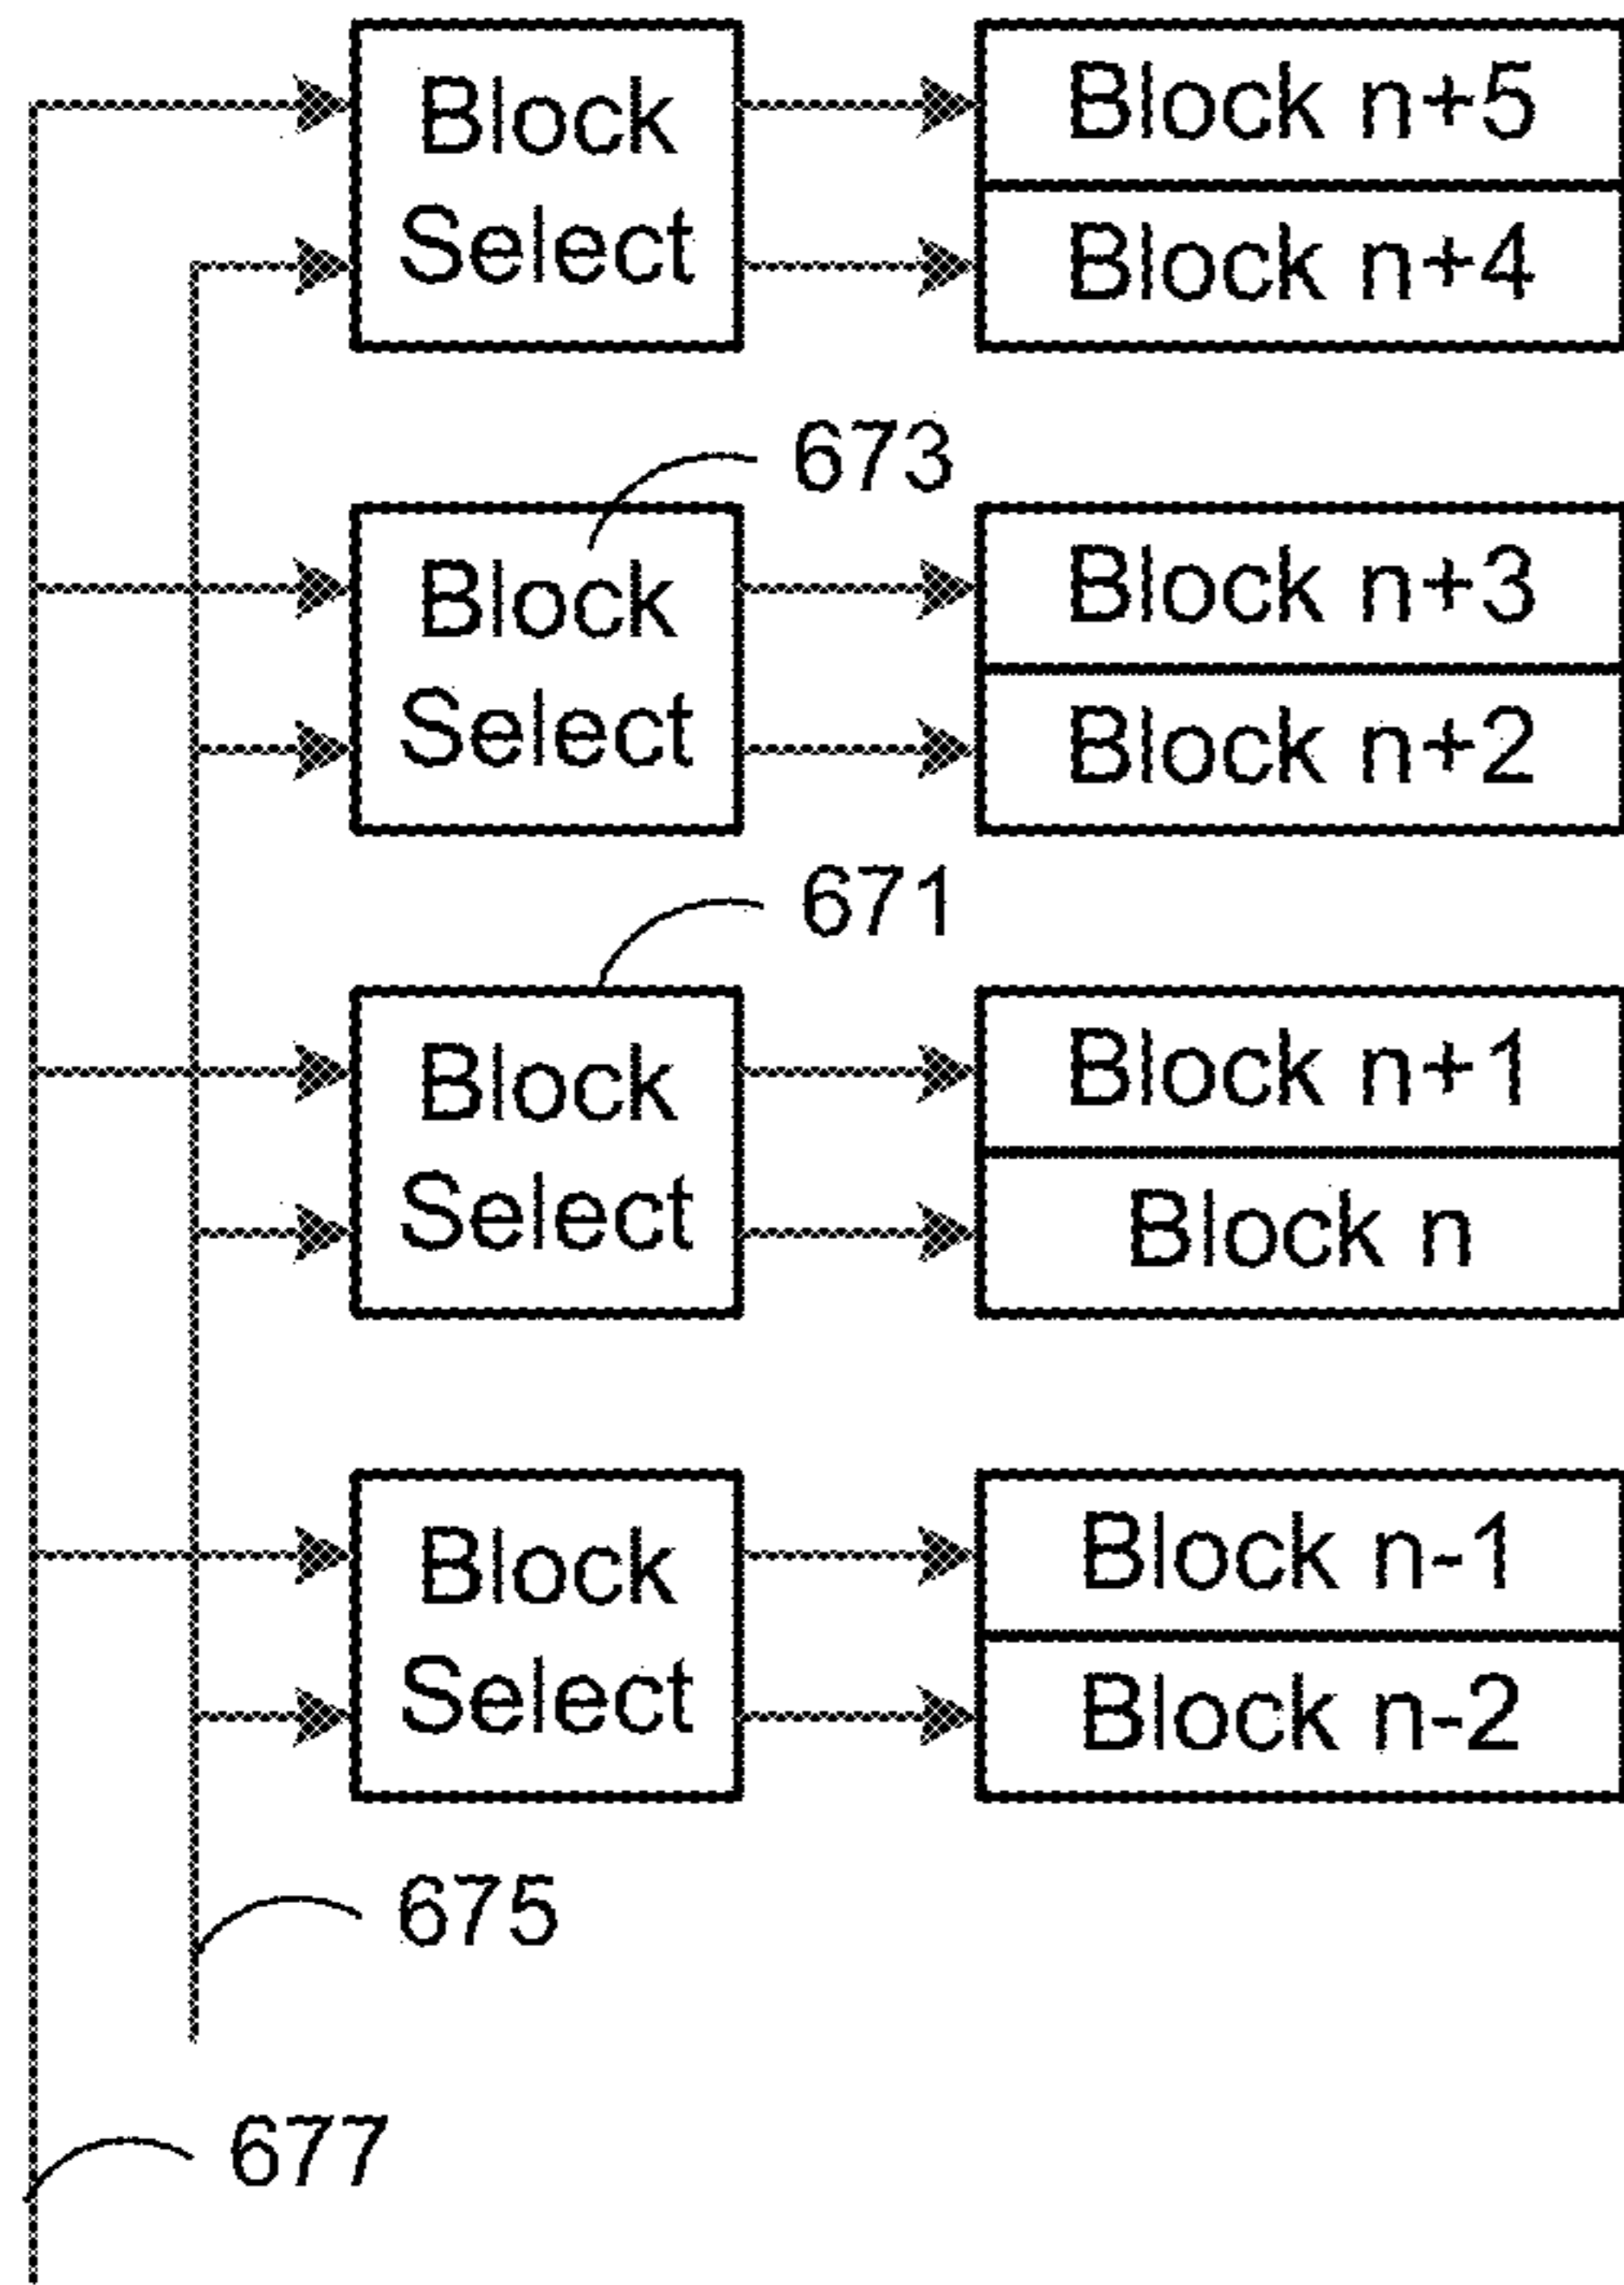 Block
Select
Block n+5
Block n+4
673
Block
Select
Block n+3
Block n+2
671
Block
Select
Block n+1
Block n
Block
Select
Block n-1
Block n-2
675
677